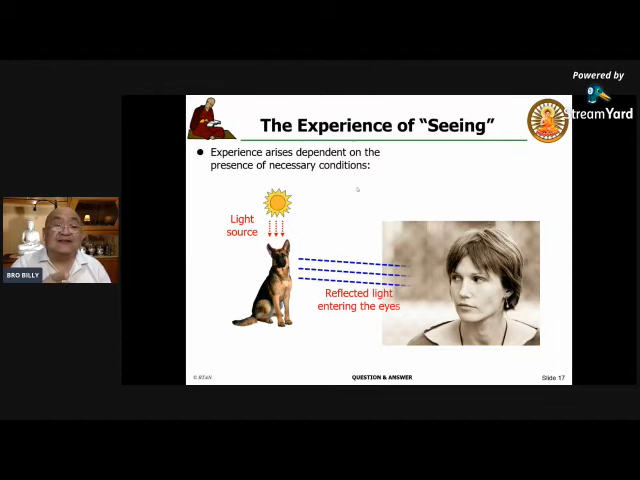 Powered by
StreamYard
The Experience of “Seeing”
Experience arises dependent on the
presence of necessary conditions:
Light
source
Reflected light
entering the eyes
BRO BILLY
QUESTION & ANSWER
Slide 17